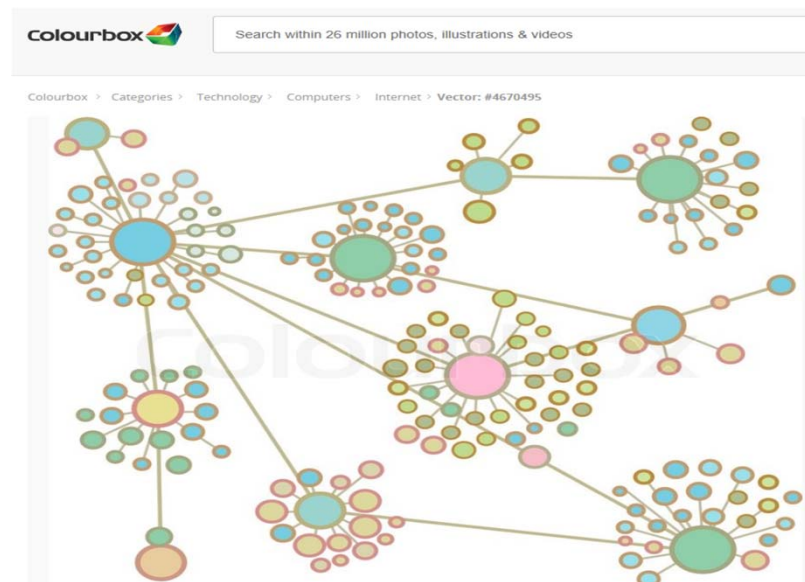 colourbox
Search within 26 million photos, illustrations & videos
Colourbox > Categories > Technology > Computers > Internet > Vector: #4670495
colourbox